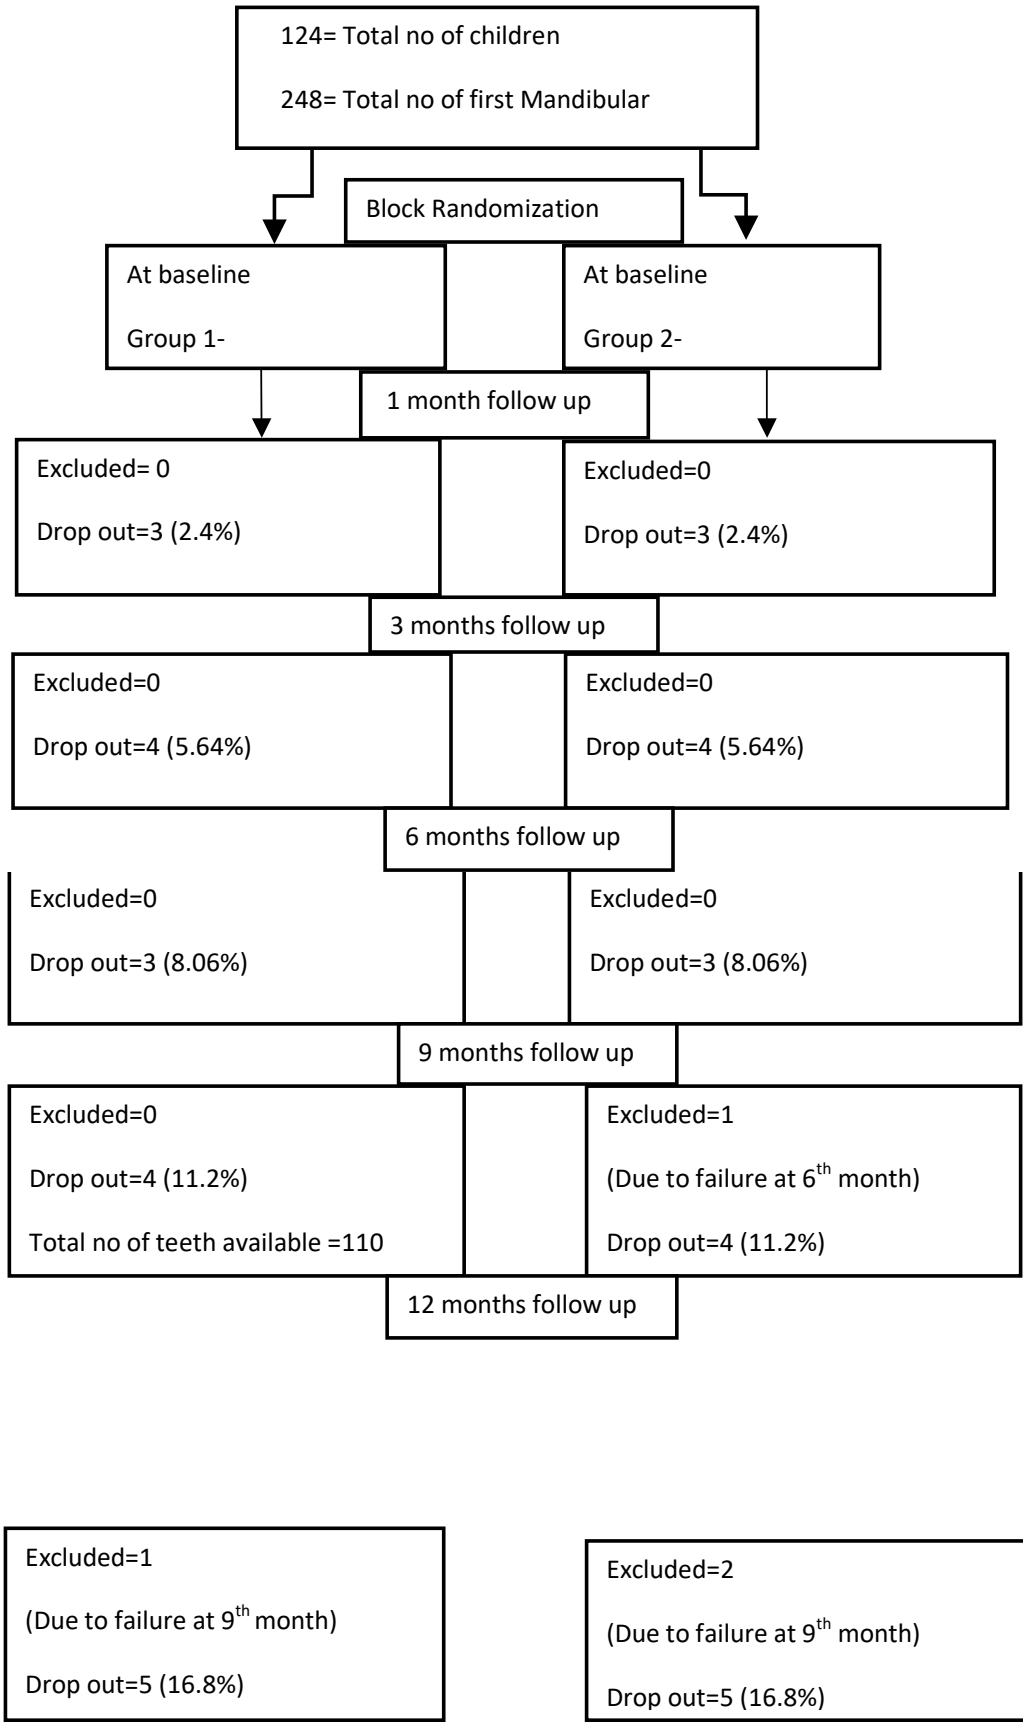 124= Total no of children
248= Total no of first Mandibular
Block Randomization
At baseline
Group 1-
At baseline
Group 2-
1 month follow up
Excluded= 0
Drop out=3 (2.4%)
Excluded=0
Drop out=3 (2.4%)
3 months follow up
Excluded=0
Drop out=4 (5.64%)
Excluded=0
Drop out=4 (5.64%)
6 months follow up
Excluded=0
Drop out=3 (8.06%)
Excluded=0
Drop out=3 (8.06%)
9 months follow up
Excluded=0
Drop out=4 (11.2%)
Total no of teeth available =110
Excluded=1
(Due to failure at 6th month)
Drop out=4 (11.2%)
12 months follow up
Excluded=1
(Due to failure at 9th month)
Drop out=5 (16.8%)
Excluded=2
(Due to failure at 9th month)
Drop out=5 (16.8%)